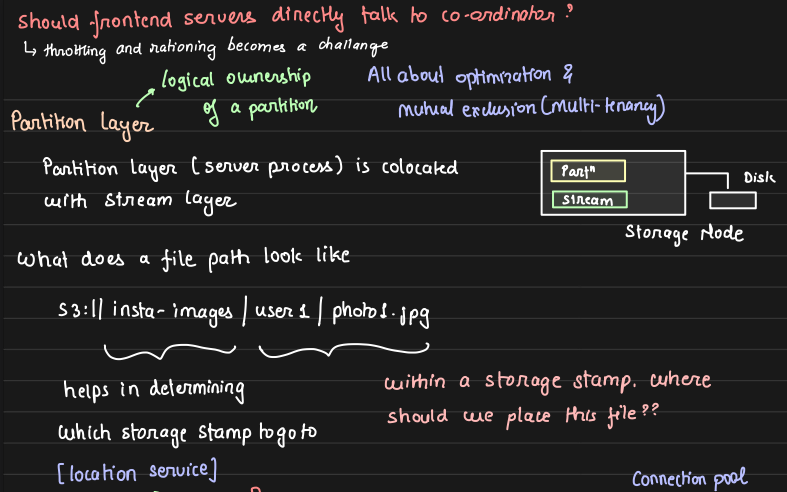 should frontend servers directly talk to co-ordinator?
↳ throttling and rationing becomes a challange
logical ownership
of a partition
All about optimization &
mutual exclusion (multi-tenancy)
Partition Layer
Partition layer (server process) is colocated
with stream layer
Partⁿ
stream
Disk
Storage Node
what does a file path look like
s3:// insta-images / user1 / photo1.jpg
helps in determining
which storage stamp to go to
[location service]
within a storage stamp. where
should we place this file??
Connection pool